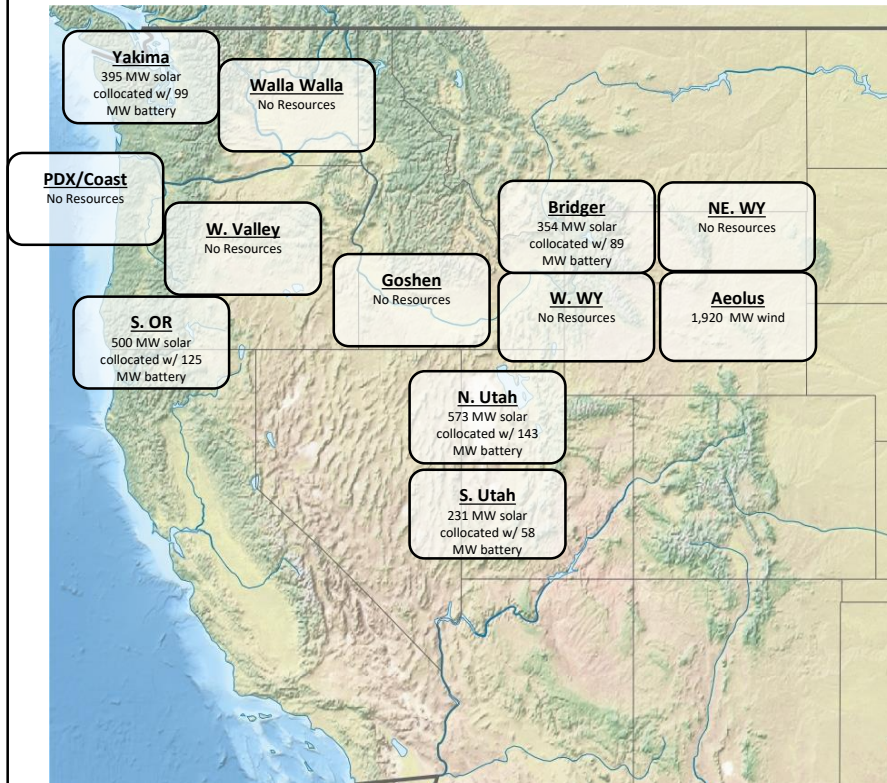 Yakima
395 MW solar
collocated w/ 99
MW battery
Walla Walla
No Resources
PDX/Coast
No Resources
W. Valley
No Resources
S. OR
500 MW solar
collocated w/ 125
MW battery
Goshen
No Resources
Bridger
354 MW solar
collocated w/ 89
MW battery
NE. WY
No Resources
W. WY
No Resources
Aeolus
1,920 MW wind
N. Utah
573 MW solar
collocated w/ 143
MW battery
S. Utah
231 MW solar
collocated w/ 58
MW battery